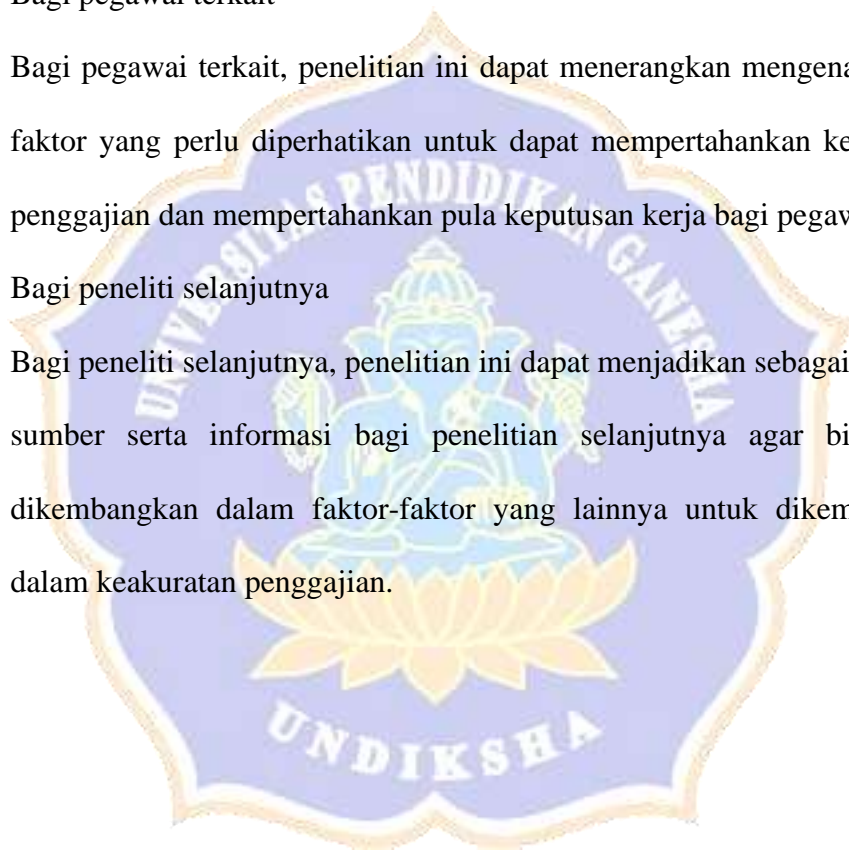 Bagi pegawai terkait
Bagi pegawai terkait, penelitian ini dapat menerangkan mengena
faktor yang perlu diperhatikan untuk dapat mempertahankan ke
penggajian dan mempertahankan pula keputusan kerja bagi pegaw
Bagi peneliti selanjutnya
Bagi peneliti selanjutnya, penelitian ini dapat menjadikan sebagai
sumber serta informasi bagi penelitian selanjutnya agar bi
dikembangkan dalam faktor-faktor yang lainnya untuk dikem
dalam keakuratan penggajian.
UNIVERSITAS PENDIDIKAN GANESHA
UNDIKSHA